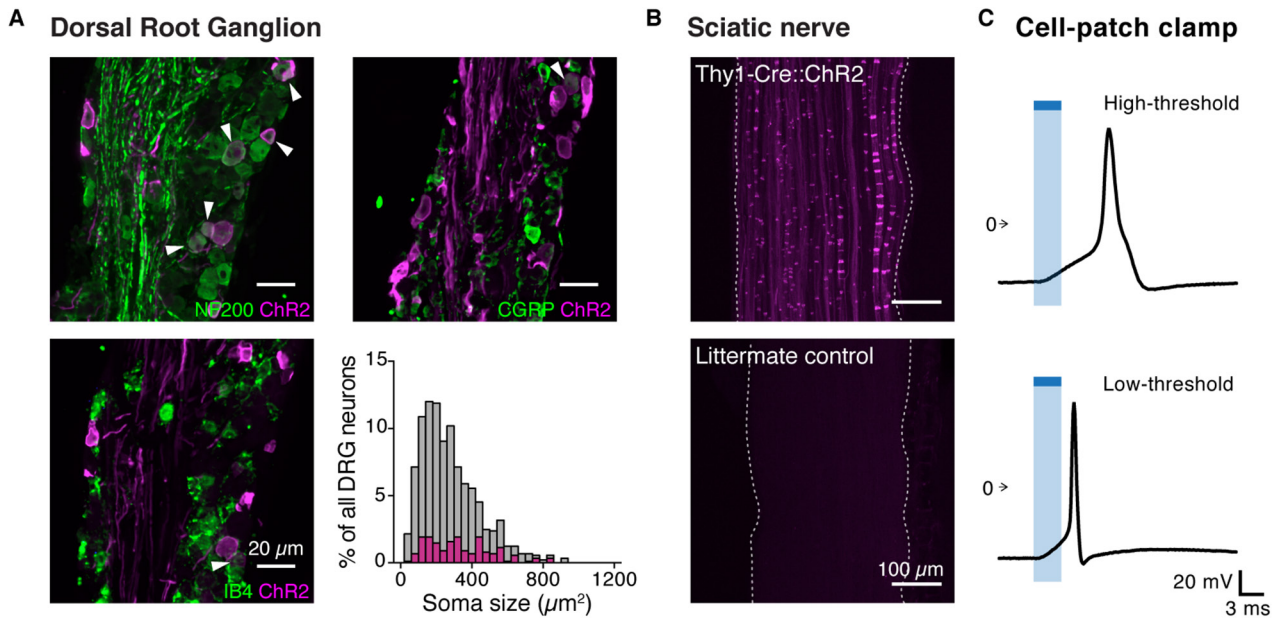 A Dorsal Root Ganglion
NF200 ChR2
CGRP ChR2
20 µm
IB4 ChR2
% of all DRG neurons
15
10
5
0
0 400 800 1200
Soma size (µm²)
B Sciatic nerve
Thy1-Cre::ChR2
Littermate control
100 µm
C Cell-patch clamp
High-threshold
0
Low-threshold
0
20 mV
3 ms